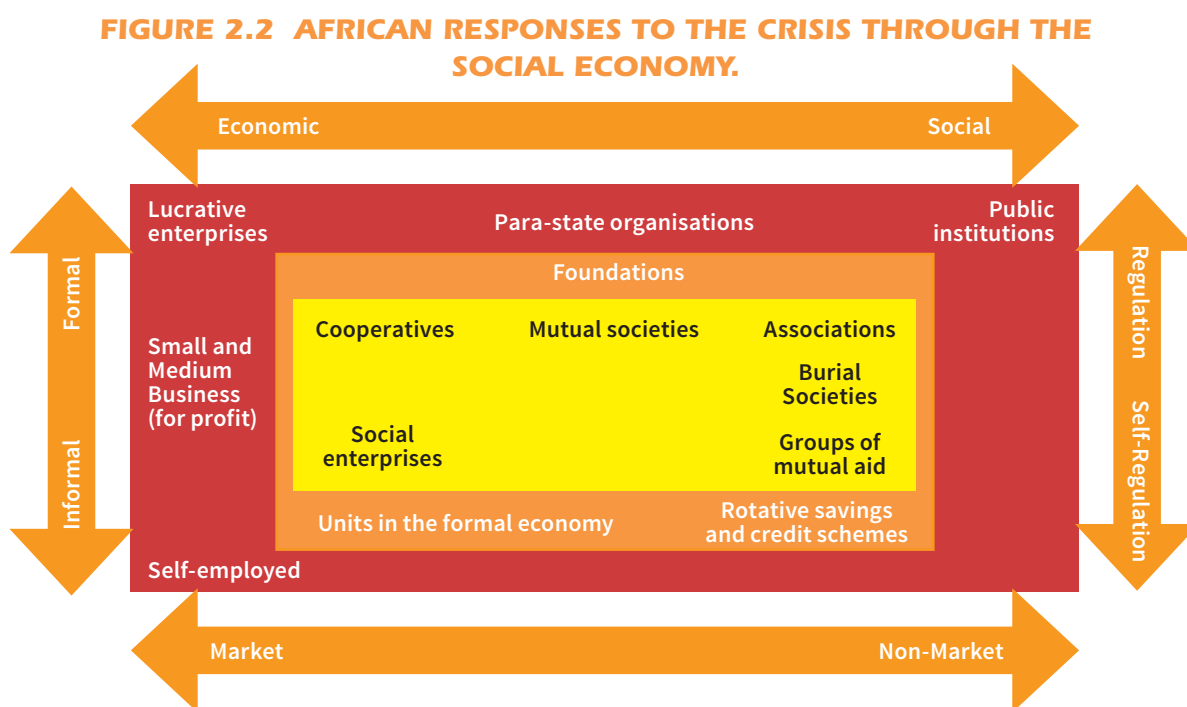 FIGURE 2.2 AFRICAN RESPONSES TO THE CRISIS THROUGH THE
SOCIAL ECONOMY.
Economic
Social
Formal
Informal
Lucrative
enterprises
Para-state organisations
Public
institutions
Foundations
Cooperatives
Mutual societies
Associations
Small and
Medium
Business
(for profit)
Burial
Societies
Social
enterprises
Groups of
mutual aid
Units in the formal economy
Rotative savings
and credit schemes
Self-employed
Regulation
Self-Regulation
Market
Non-Market